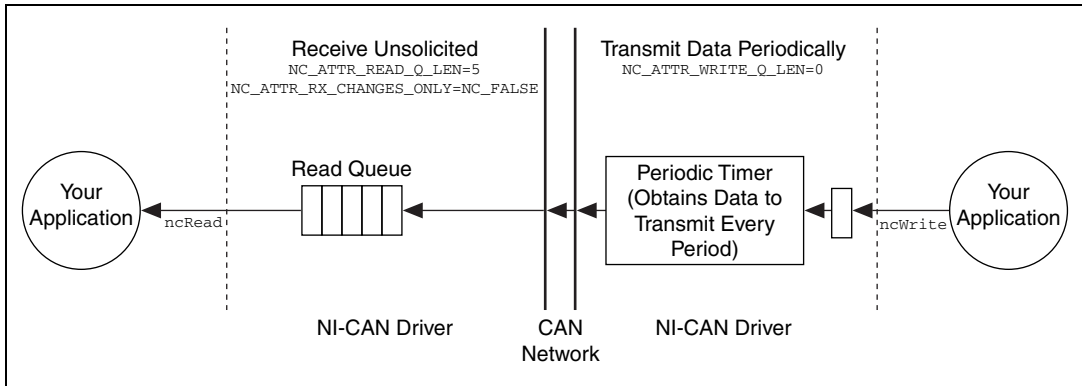 Receive Unsolicited
NC_ATTR_READ_Q_LEN=5
NC_ATTR_RX_CHANGES_ONLY=NC_FALSE
Transmit Data Periodically
NC_ATTR_WRITE_Q_LEN=0
Your
Application
ncRead
Read Queue
Periodic Timer
(Obtains Data to
Transmit Every
Period)
ncWrite
Your
Application
NI-CAN Driver
CAN
Network
NI-CAN Driver